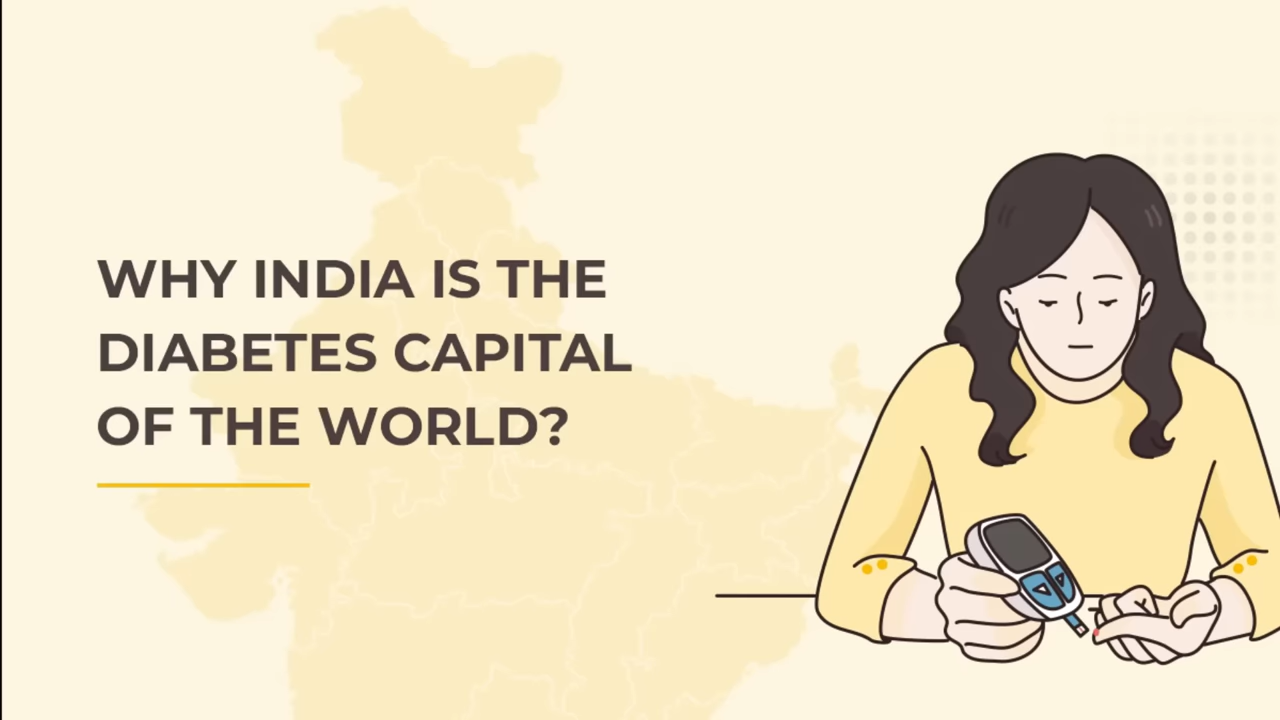 WHY INDIA IS THE
DIABETES CAPITAL
OF THE WORLD?